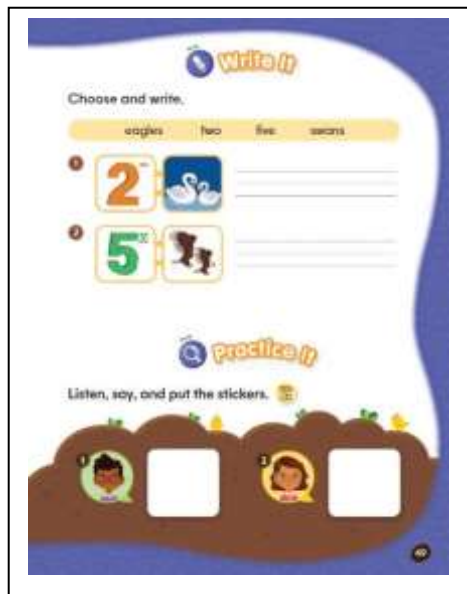 Write It
Choose and write.
eagles two five swans
1
2
2
5
Practice It
Listen, say, and put the stickers.
1
2
49